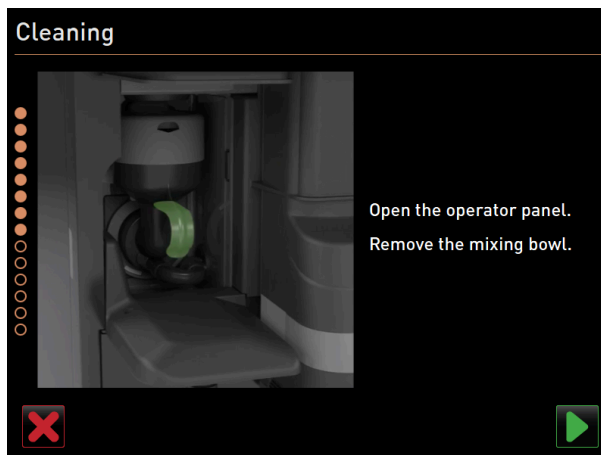 Cleaning
Open the operator panel.
Remove the mixing bowl.